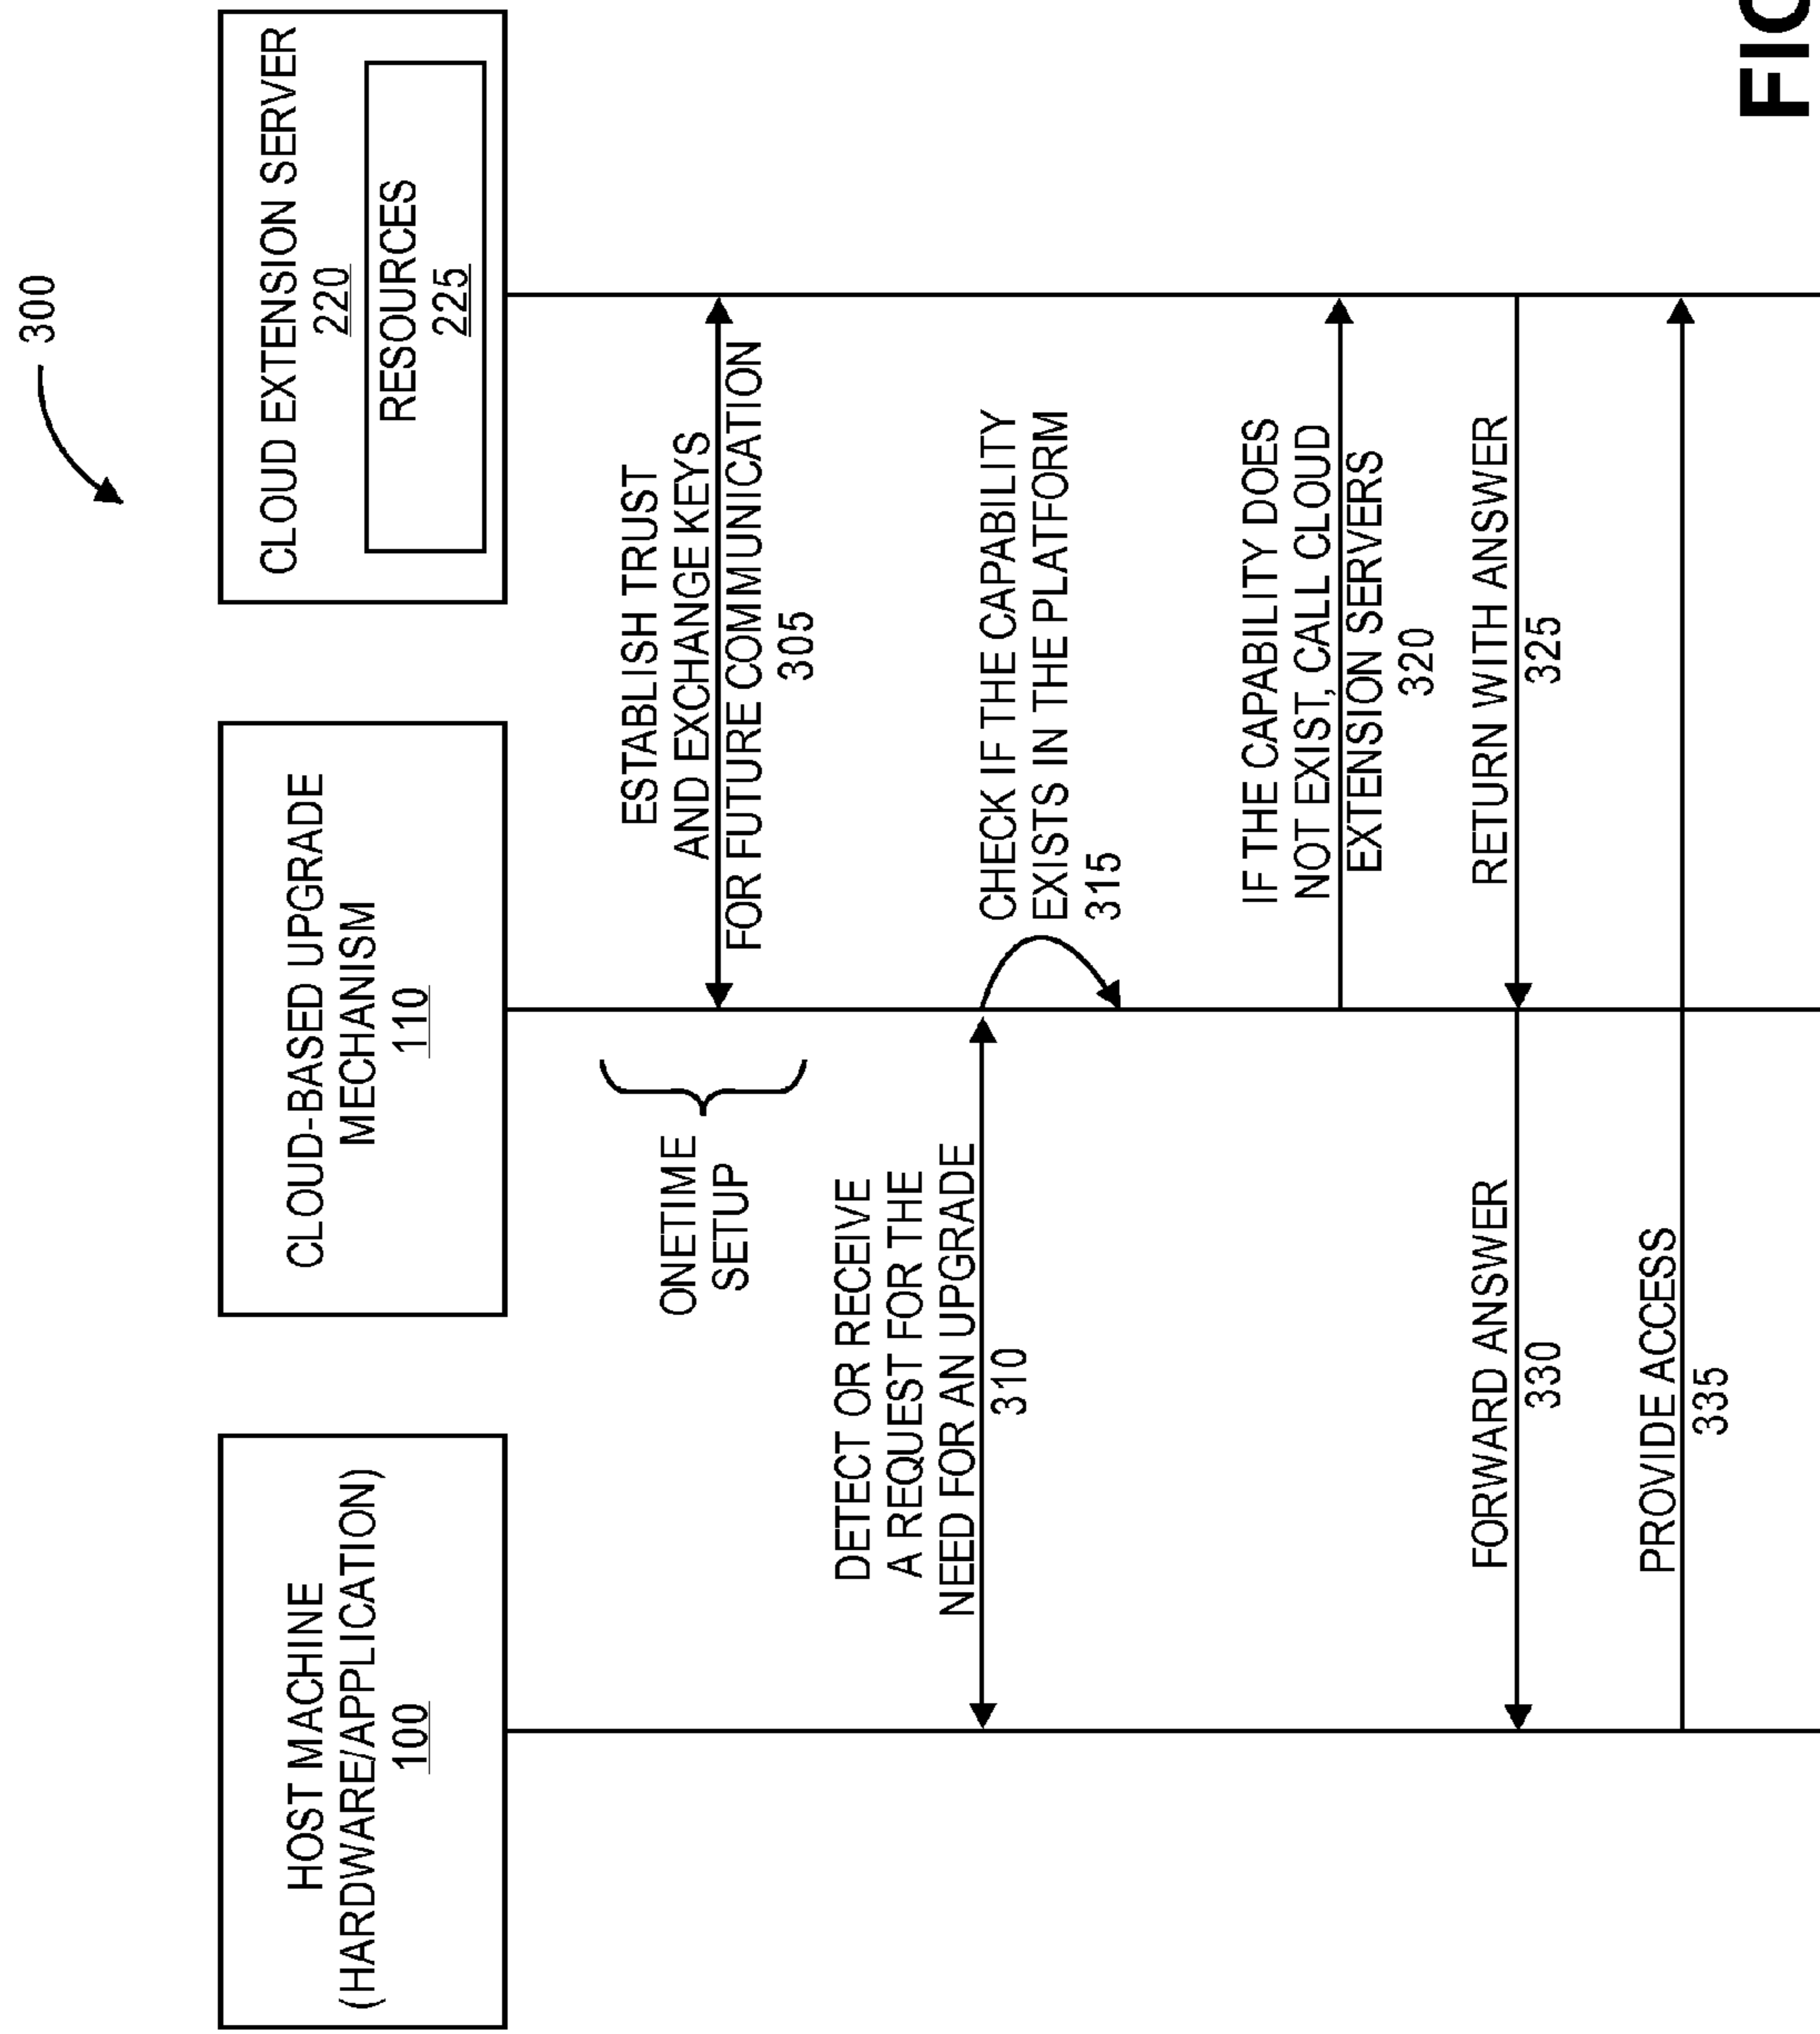 300
HOST MACHINE
(HARDWARE/APPLICATION)
100
CLOUD-BASED UPGRADE
MECHANISM
110
CLOUD EXTENSION SERVER
220
RESOURCES
225
ONETIME
SETUP
ESTABLISH TRUST
AND EXCHANGE KEYS
FOR FUTURE COMMUNICATION
305
DETECT OR RECEIVE
A REQUEST FOR THE
NEED FOR AN UPGRADE
310
CHECK IF THE CAPABILITY
EXISTS IN THE PLATFORM
315
IF THE CAPABILITY DOES
NOT EXIST, CALL CLOUD
EXTENSION SERVERS
320
RETURN WITH ANSWER
325
FORWARD ANSWER
330
PROVIDE ACCESS
335